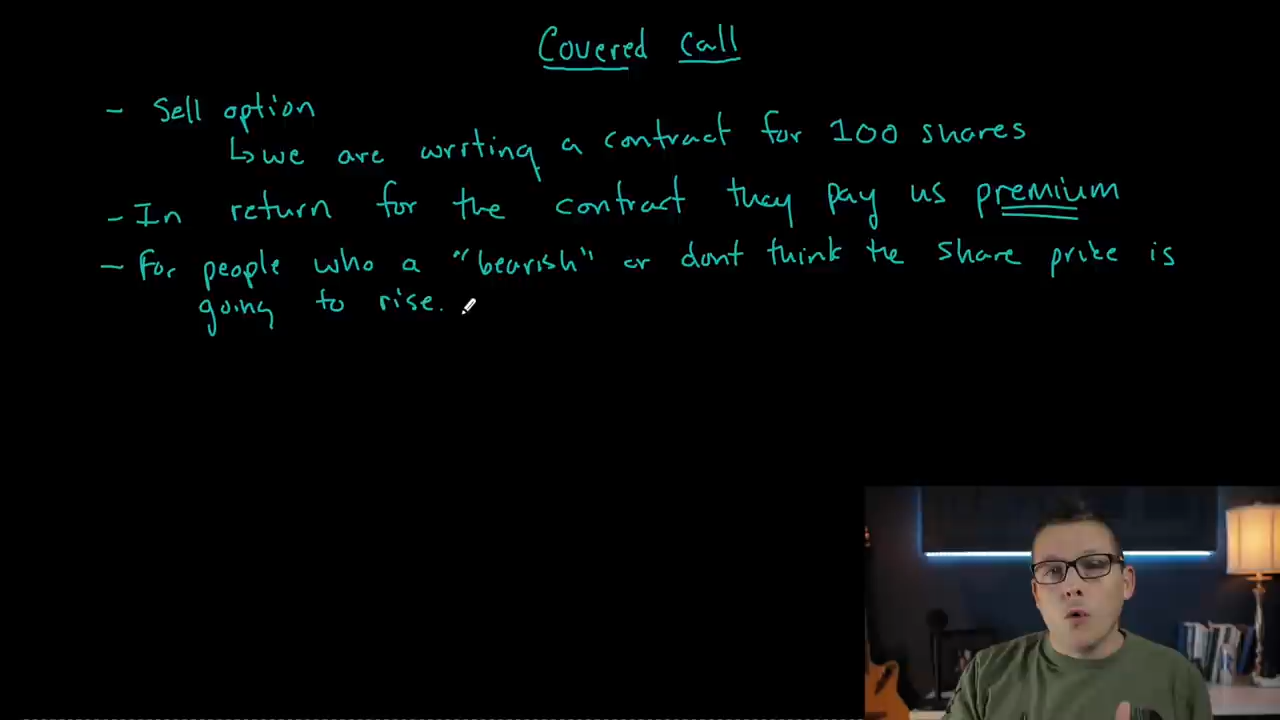 Covered Call
- Sell option
↳ we are writing a contract for 100 shares
- In return for the contract they pay us premium
- For people who a "bearish" or dont think the share price is
going to rise.